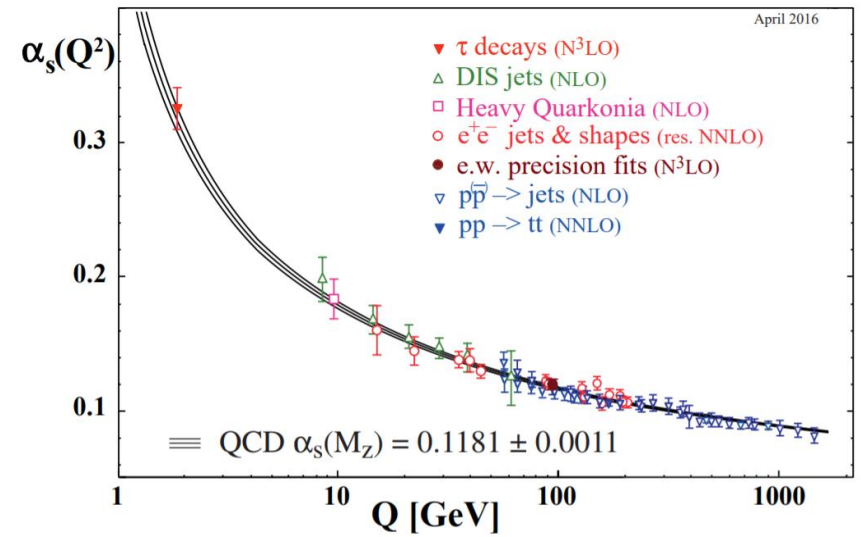 April 2016
αs(Q²)
τ decays (N³LO)
DIS jets (NLO)
Heavy Quarkonia (NLO)
e⁺e⁻ jets & shapes (res. NNLO)
e.w. precision fits (N³LO)
pp(–) –> jets (NLO)
pp –> tt (NNLO)
0.3
0.2
0.1
QCD αs(Mz) = 0.1181 ± 0.0011
1
10
100
1000
Q [GeV]